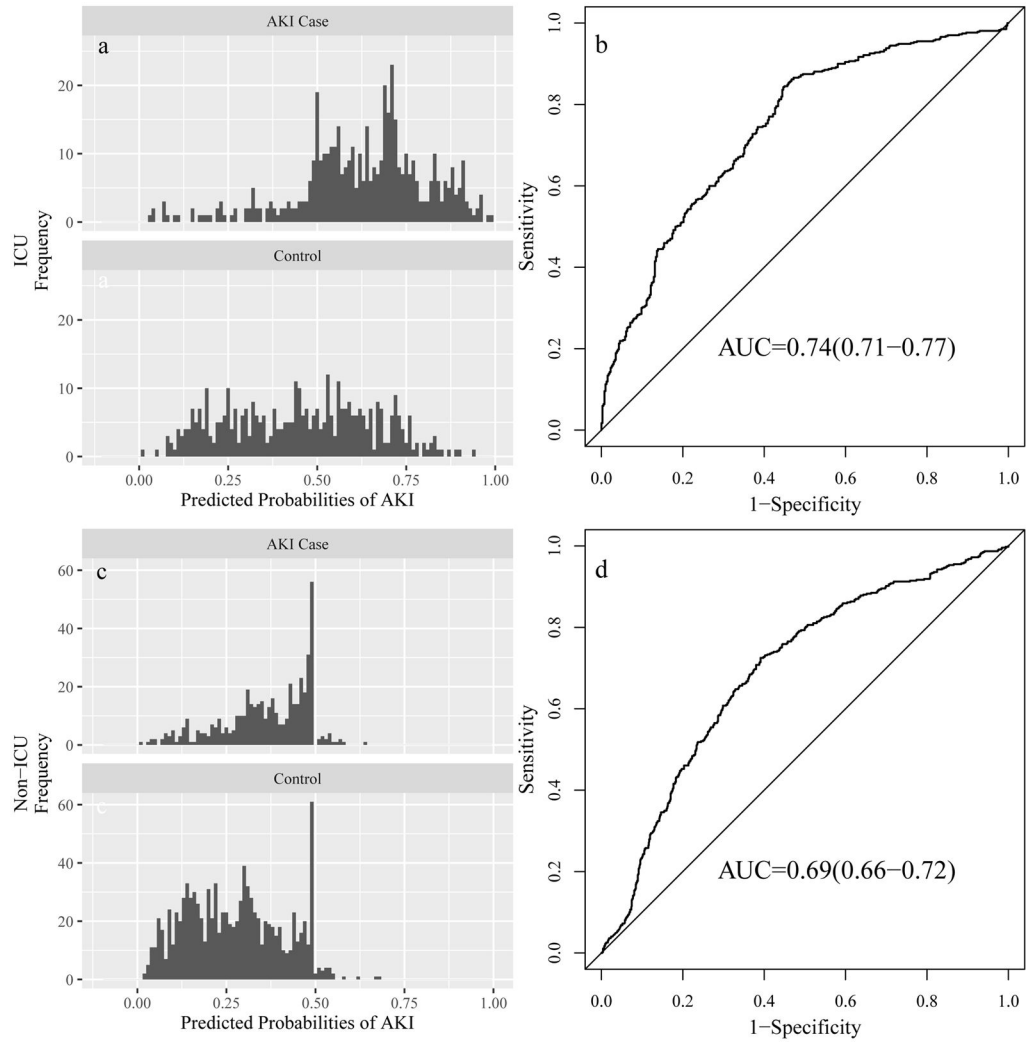 AKI Case
a
20
10
0
Control
a
20
10
0
ICU
Frequency
0.00 0.25 0.50 0.75 1.00
Predicted Probabilities of AKI
b
1.0
0.8
0.6
0.4
0.2
0.0
Sensitivity
AUC=0.74(0.71−0.77)
0.0 0.2 0.4 0.6 0.8 1.0
1−Specificity
AKI Case
c
60
40
20
0
Control
c
60
40
20
0
Non−ICU
Frequency
0.00 0.25 0.50 0.75 1.00
Predicted Probabilities of AKI
d
1.0
0.8
0.6
0.4
0.2
0.0
Sensitivity
AUC=0.69(0.66−0.72)
0.0 0.2 0.4 0.6 0.8 1.0
1−Specificity